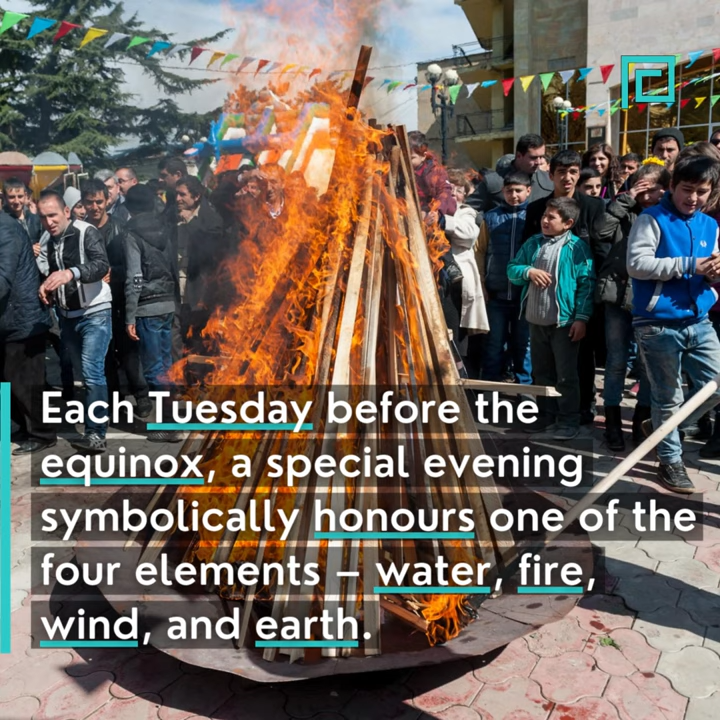 Each Tuesday before the
equinox, a special evening
symbolically honours one of the
four elements – water, fire,
wind, and earth.